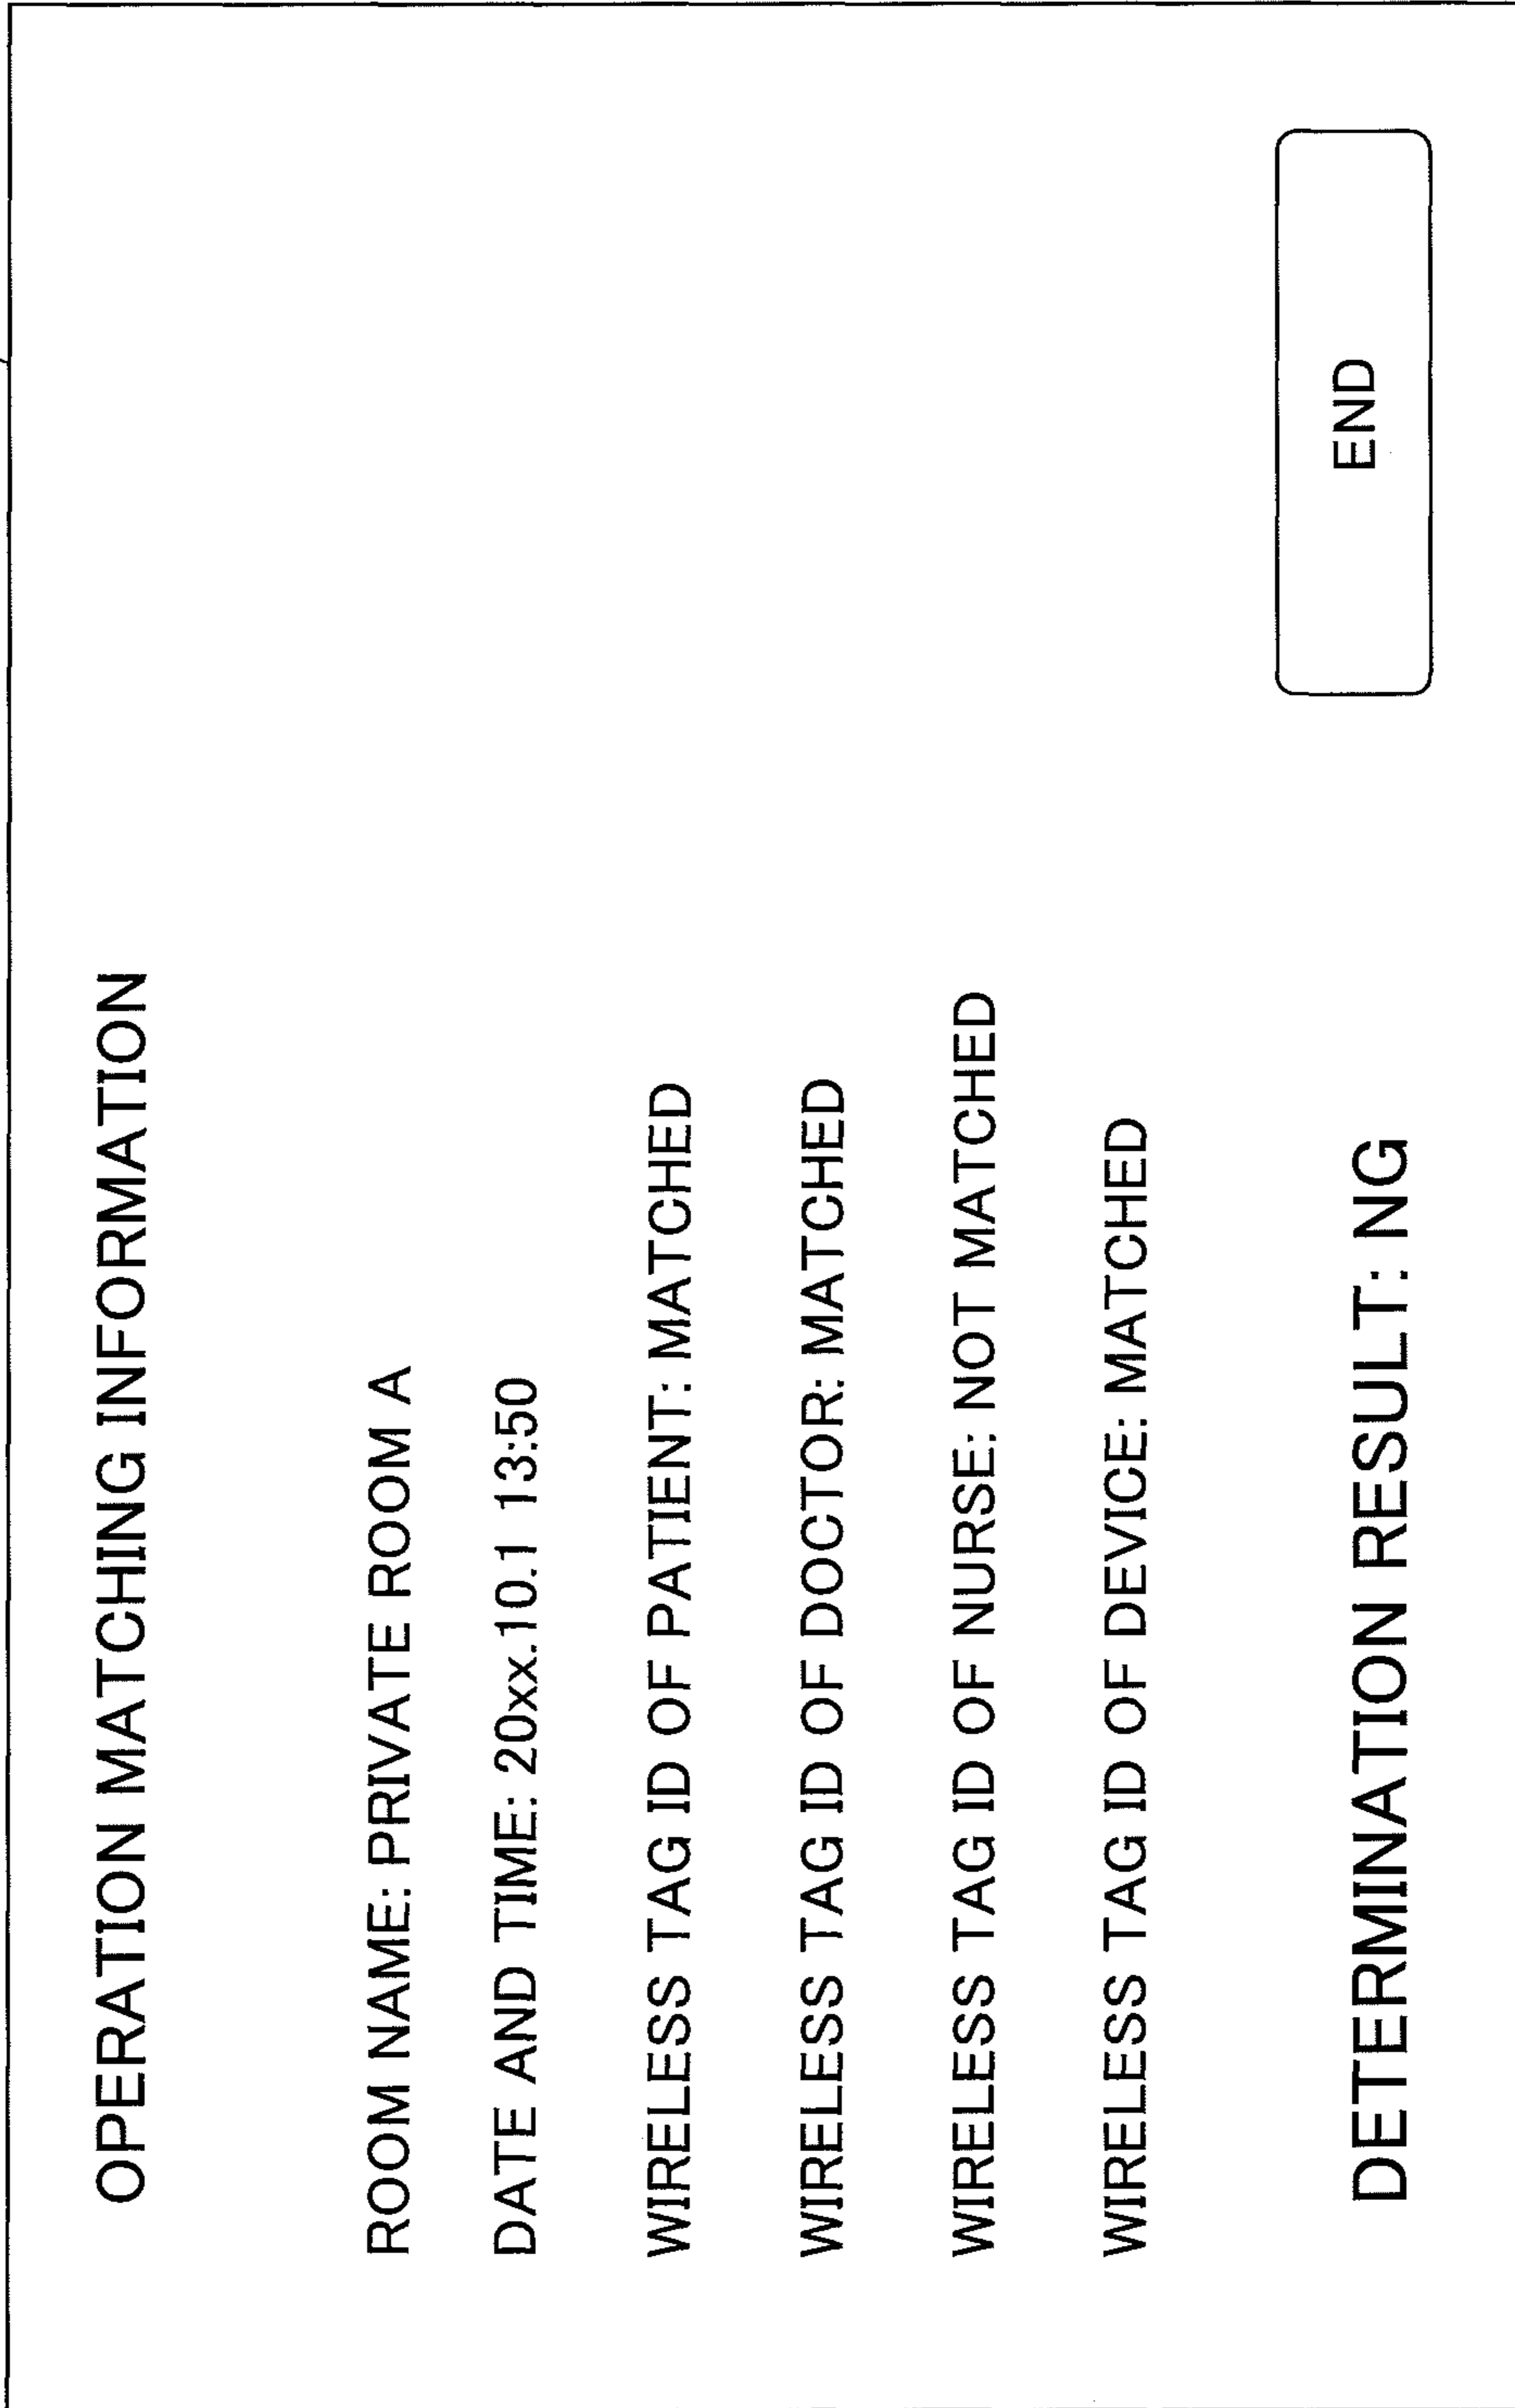 OPERATION MATCHING INFORMATION
ROOM NAME: PRIVATE ROOM A
DATE AND TIME: 20xx.10.1 13:50
WIRELESS TAG ID OF PATIENT: MATCHED
WIRELESS TAG ID OF DOCTOR: MATCHED
WIRELESS TAG ID OF NURSE: NOT MATCHED
WIRELESS TAG ID OF DEVICE: MATCHED
DETERMINATION RESULT: NG
END